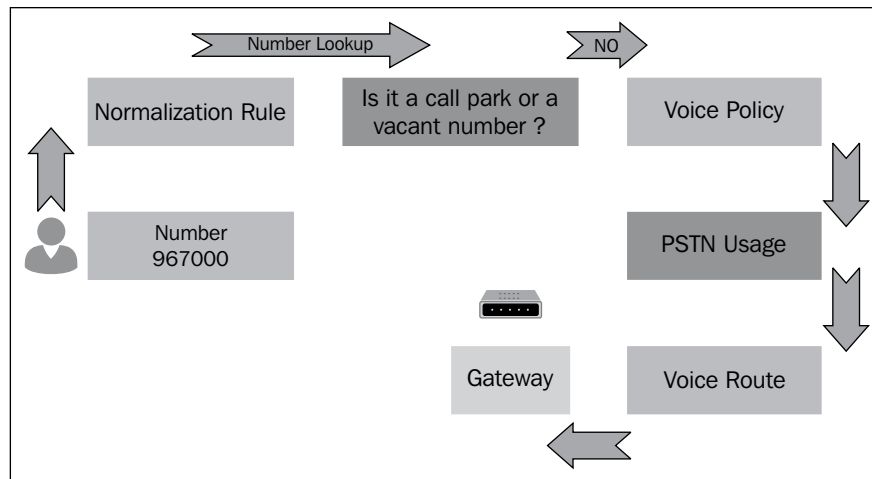 Number Lookup
NO
Normalization Rule
Is it a call park or a
vacant number ?
Voice Policy
Number
967000
PSTN Usage
Gateway
Voice Route